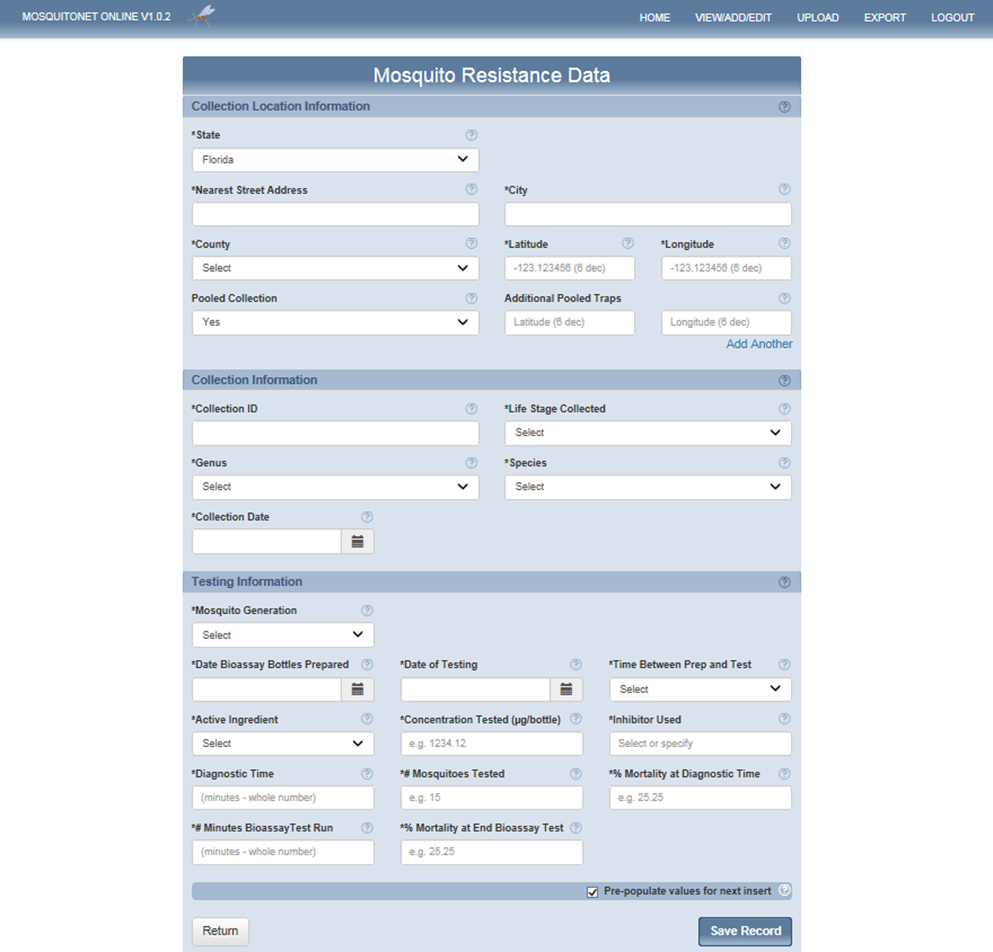 MOSQUITONET ONLINE V1.0.2 HOME VIEW/ADD/EDIT UPLOAD EXPORT LOGOUT
Mosquito Resistance Data
Collection Location Information ?
*State ?
Florida
*Nearest Street Address ? *City ?
*County ? *Latitude ? *Longitude ?
Select -123.123456 (6 dec) -123.123456 (6 dec)
Pooled Collection ? Additional Pooled Traps ?
Yes Latitude (6 dec) Longitude (6 dec)
Add Another
Collection Information ?
*Collection ID ? *Life Stage Collected ?
Select
*Genus ? *Species ?
Select Select
*Collection Date ?
Testing Information ?
*Mosquito Generation ?
Select
*Date Bioassay Bottles Prepared ? *Date of Testing ? *Time Between Prep and Test ?
Select
*Active Ingredient ? *Concentration Tested (µg/bottle) ? *Inhibitor Used ?
Select e.g. 1234.12 Select or specify
*Diagnostic Time ? *# Mosquitoes Tested ? *% Mortality at Diagnostic Time ?
(minutes - whole number) e.g. 15 e.g. 25.25
*# Minutes BioassayTest Run ? *% Mortality at End Bioassay Test ?
(minutes - whole number) e.g. 25.25
Pre-populate values for next insert ?
Return Save Record